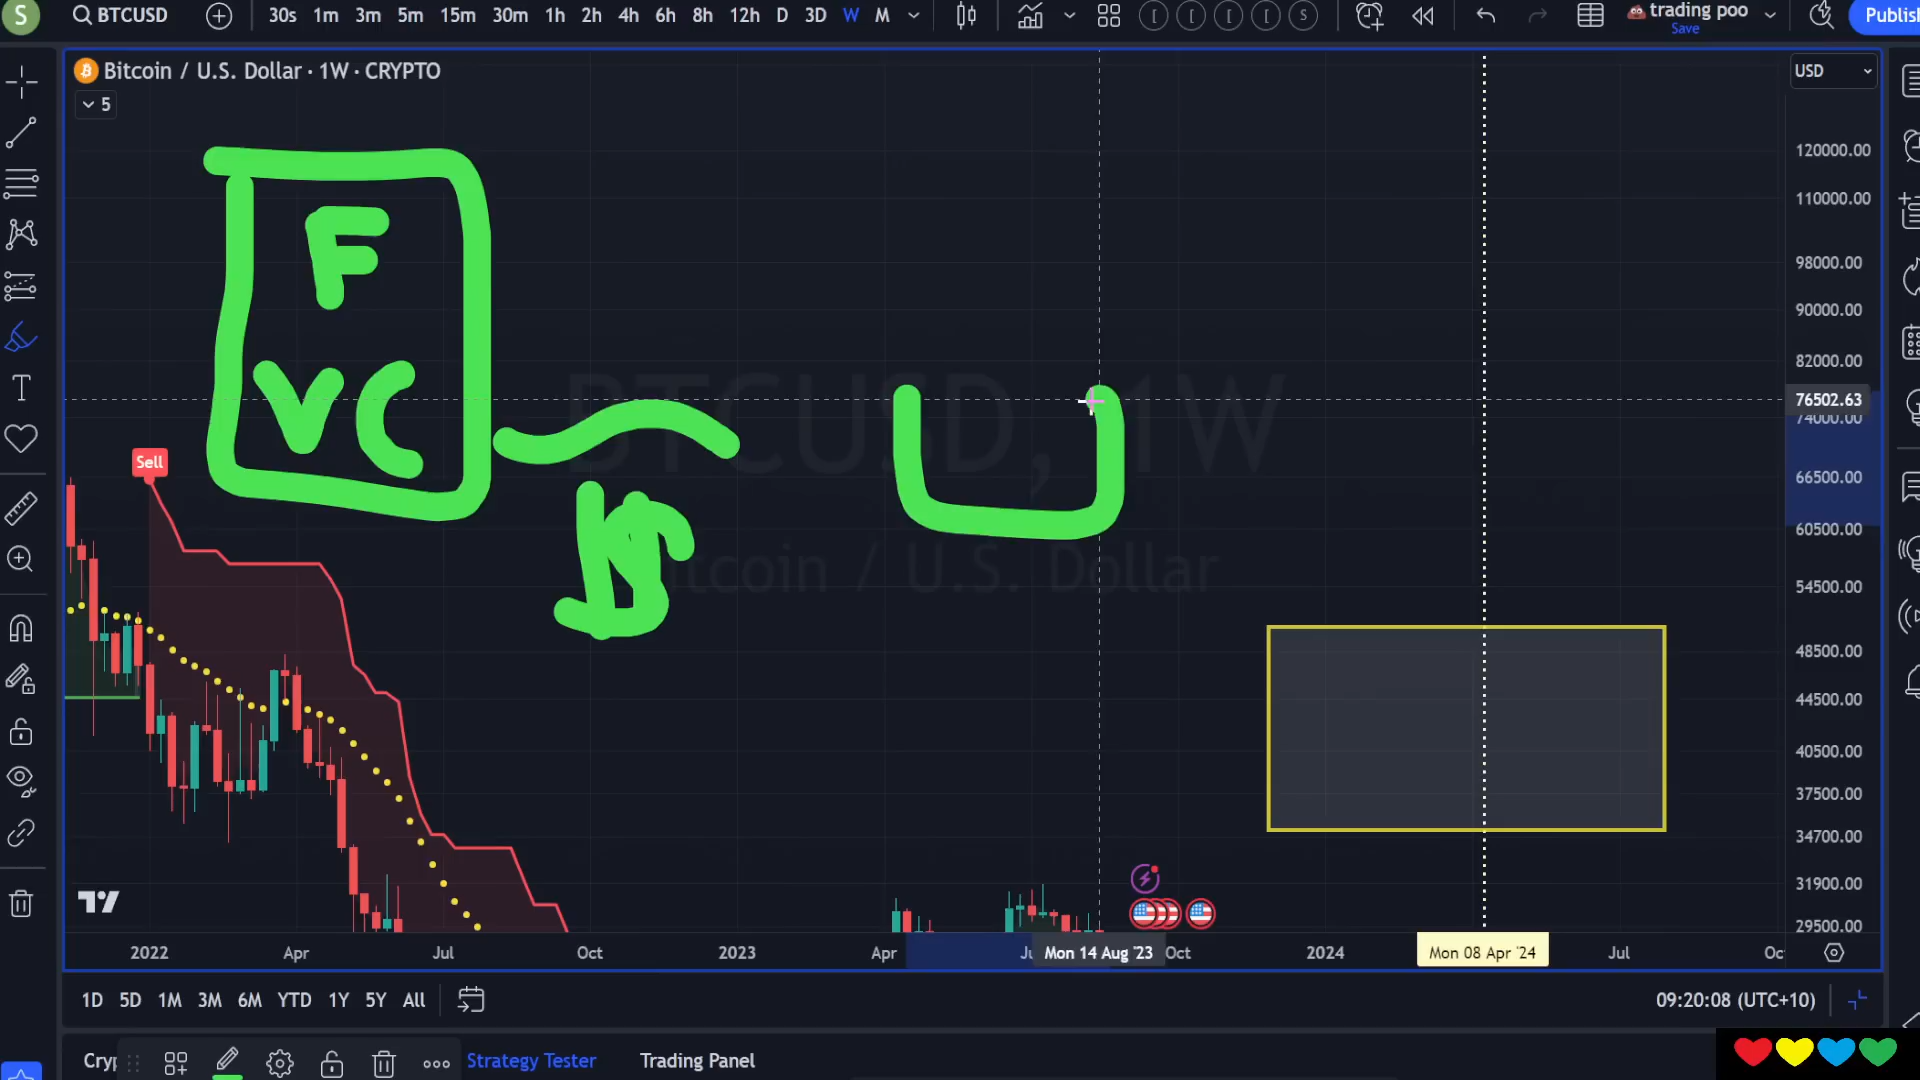 S BTCUSD 30s 1m 3m 5m 15m 30m 1h 2h 4h 6h 8h 12h D 3D W M trading poo Save Publish
Bitcoin / U.S. Dollar · 1W · CRYPTO USD
5
120000.00
110000.00
F
98000.00
90000.00
82000.00
VC
BTCUSD, 1W
76502.63
74000.00
Sell
66500.00
60500.00
Bitcoin / U.S. Dollar
54500.00
48500.00
44500.00
40500.00
37500.00
34700.00
31900.00
29500.00
2022 Apr Jul Oct 2023 Apr Ju Mon 14 Aug '23 Oct 2024 Mon 08 Apr '24 Jul Oc
1D 5D 1M 3M 6M YTD 1Y 5Y All 09:20:08 (UTC+10)
Cryp Strategy Tester Trading Panel